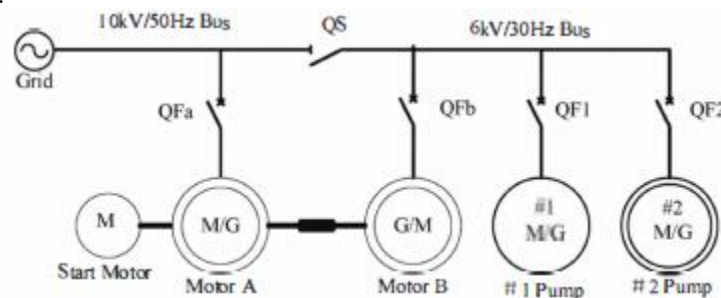 10kV/50Hz Bus
QS
6kV/30Hz Bus
Grid
QFa
QFb
QF1
QF2
M
M/G
G/M
#1
M/G
#2
M/G
Start Motor
Motor A
Motor B
# 1 Pump
# 2 Pump